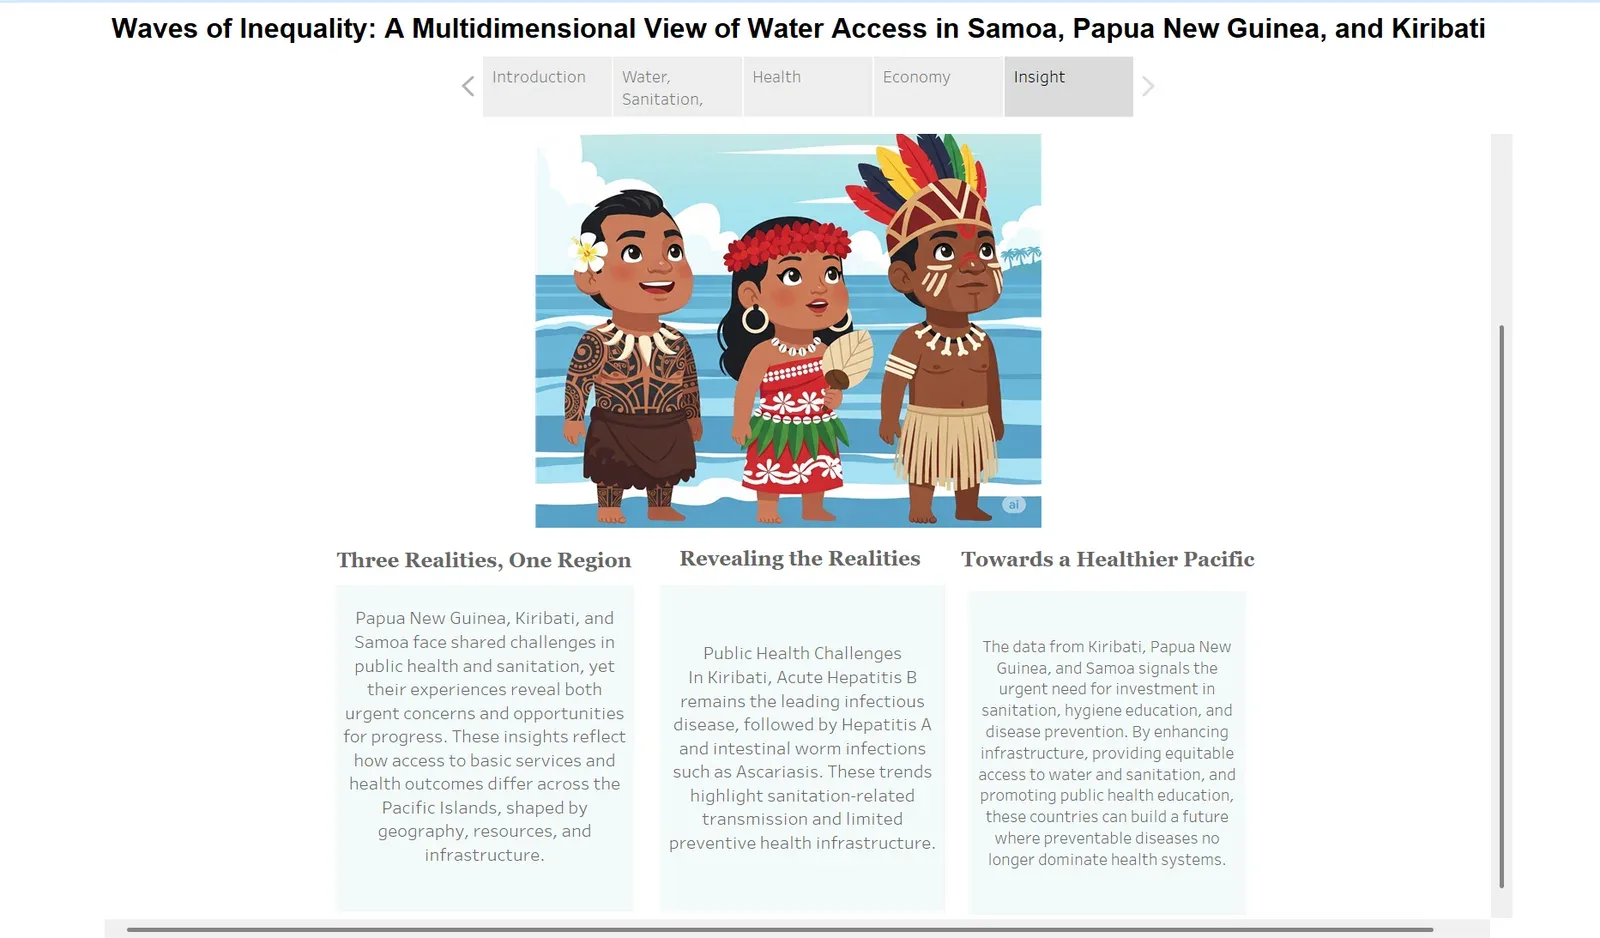 Waves of Inequality: A Multidimensional View of Water Access in Samoa, Papua New Guinea, and Kiribati
Introduction
Water,
Sanitation,
Health
Economy
Insight
ai
Three Realities, One Region
Papua New Guinea, Kiribati, and
Samoa face shared challenges in
public health and sanitation, yet
their experiences reveal both
urgent concerns and opportunities
for progress. These insights reflect
how access to basic services and
health outcomes differ across the
Pacific Islands, shaped by
geography, resources, and
infrastructure.
Revealing the Realities
Public Health Challenges
In Kiribati, Acute Hepatitis B
remains the leading infectious
disease, followed by Hepatitis A
and intestinal worm infections
such as Ascariasis. These trends
highlight sanitation-related
transmission and limited
preventive health infrastructure.
Towards a Healthier Pacific
The data from Kiribati, Papua New
Guinea, and Samoa signals the
urgent need for investment in
sanitation, hygiene education, and
disease prevention. By enhancing
infrastructure, providing equitable
access to water and sanitation, and
promoting public health education,
these countries can build a future
where preventable diseases no
longer dominate health systems.